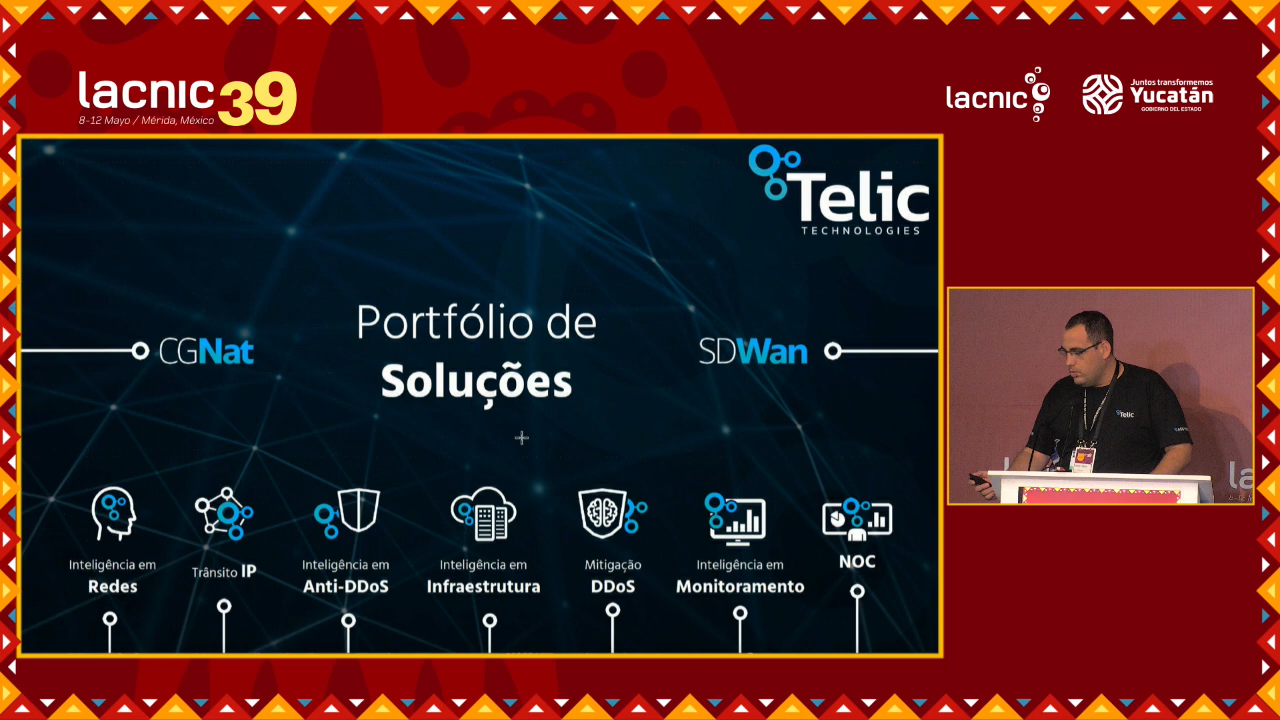 lacnic 39
8-12 Mayo / Mérida, México
lacnic
Juntos transformemos
Yucatán
GOBIERNO DEL ESTADO
Telic
TECHNOLOGIES
Portfólio de
Soluções
CGNat
SDWan
Inteligência em
Redes
Trânsito IP
Inteligência em
Anti-DDoS
Inteligência em
Infraestrutura
Mitigação
DDoS
Inteligência em
Monitoramento
NOC
Telic